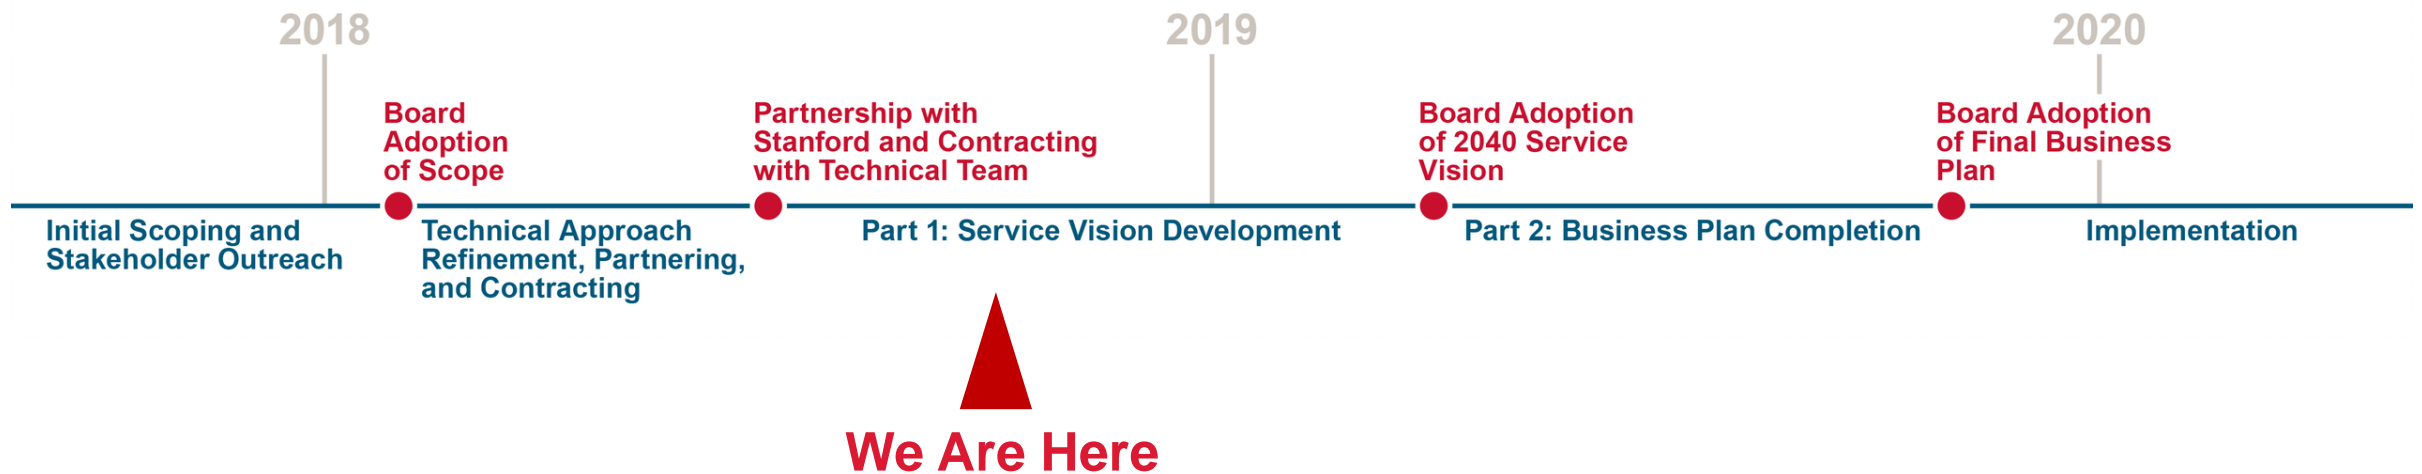 2018
2019
2020
Board
Adoption
of Scope
Partnership with
Stanford and Contracting
with Technical Team
Board Adoption
of 2040 Service
Vision
Board Adoption
of Final Business
Plan
Initial Scoping and
Stakeholder Outreach
Technical Approach
Refinement, Partnering,
and Contracting
Part 1: Service Vision Development
Part 2: Business Plan Completion
Implementation
We Are Here